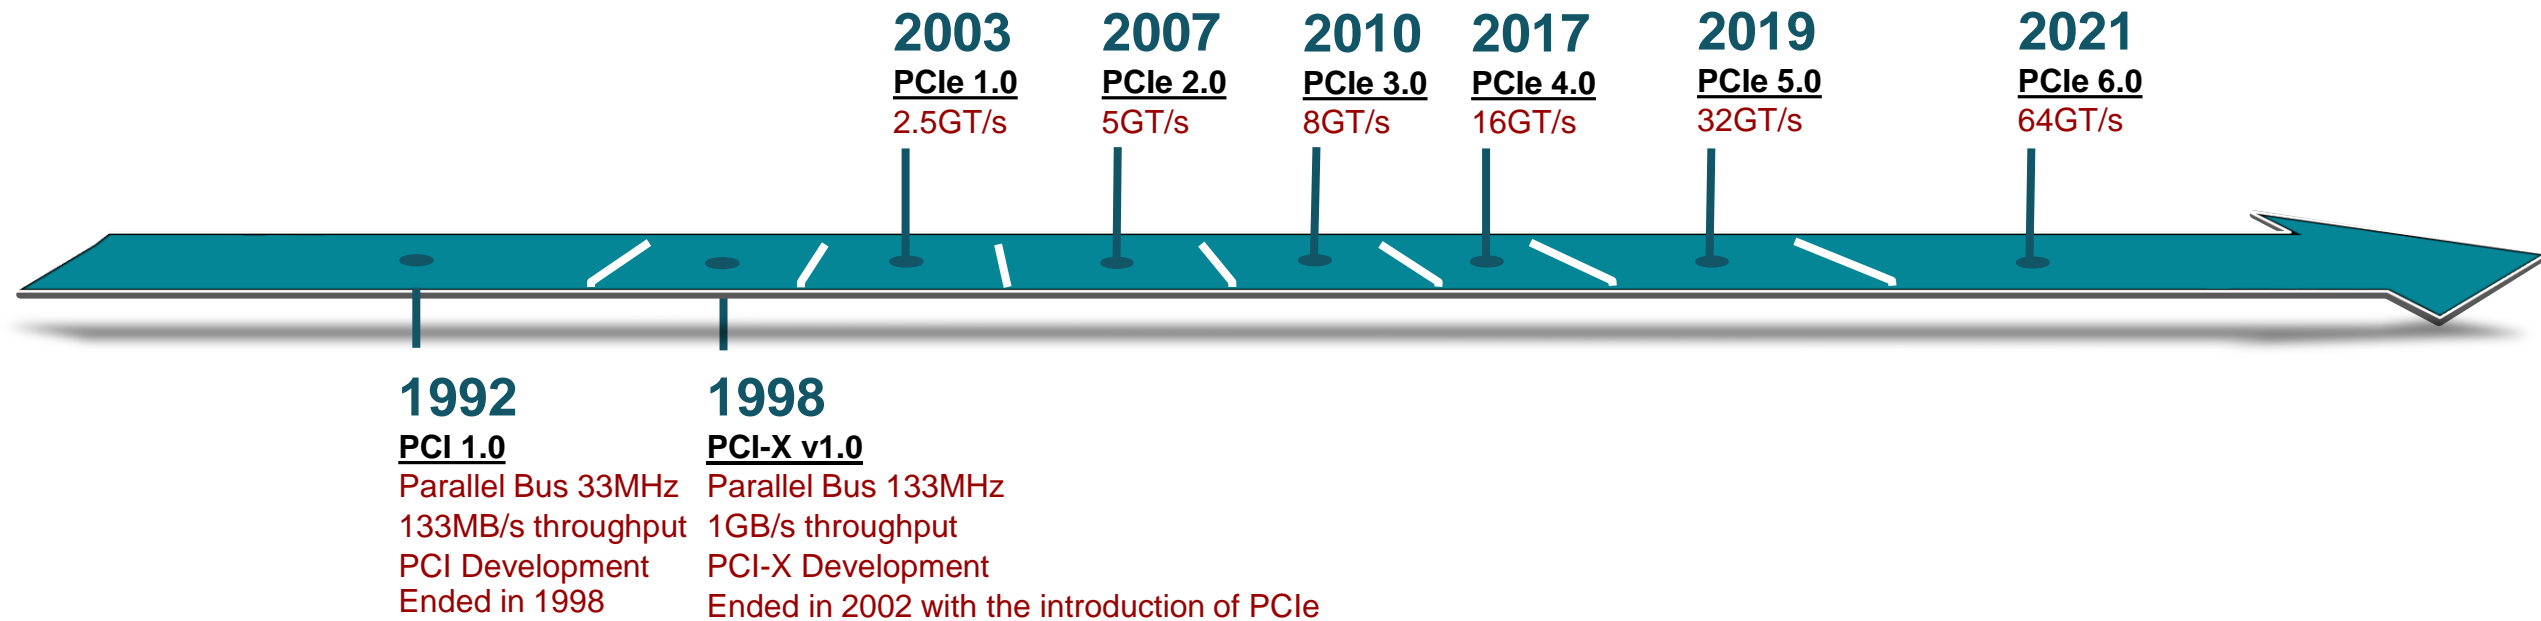 2003
PCIe 1.0
2.5GT/s
2007
PCIe 2.0
5GT/s
2010
PCIe 3.0
8GT/s
2017
PCIe 4.0
16GT/s
2019
PCIe 5.0
32GT/s
2021
PCIe 6.0
64GT/s
1992
PCI 1.0
Parallel Bus 33MHz
133MB/s throughput
PCI Development
Ended in 1998
1998
PCI-X v1.0
Parallel Bus 133MHz
1GB/s throughput
PCI-X Development
Ended in 2002 with the introduction of PCIe